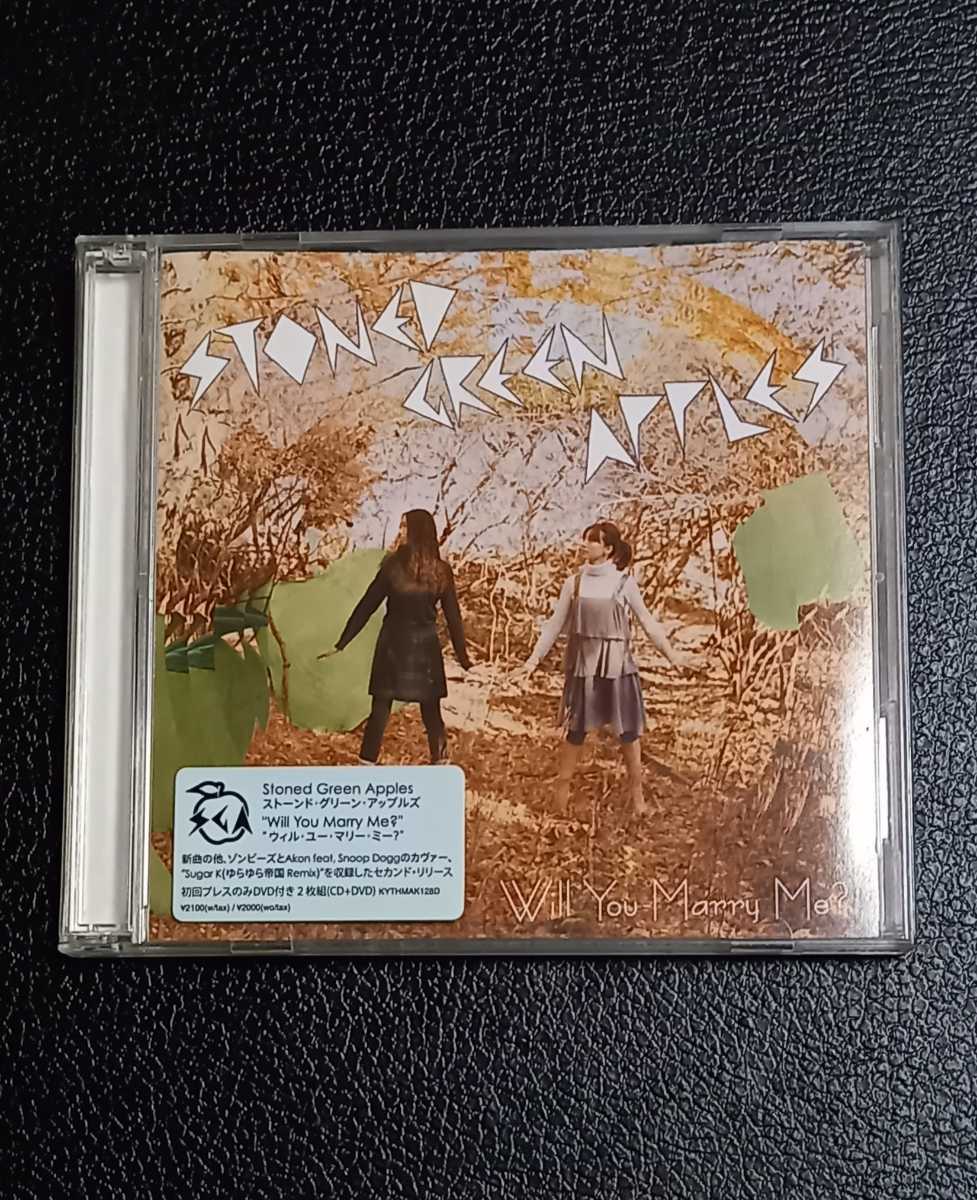 STONED
GREEN
APPLES
SGA
Stoned Green Apples
ストーンド・グリーン・アップルズ
"Will You Marry Me?"
"ウィル・ユー・マリー・ミー?"
新曲の他、ゾンビーズとAkon feat. Snoop Doggのカヴァー、
"Sugar K(ゆらゆら帝国 Remix)"を収録したセカンド・リリース
初回プレスのみDVD付き2枚組(CD+DVD) KYTHMAK128D
¥2100(w/tax) / ¥2000(wo/tax)
Will You Marry Me?